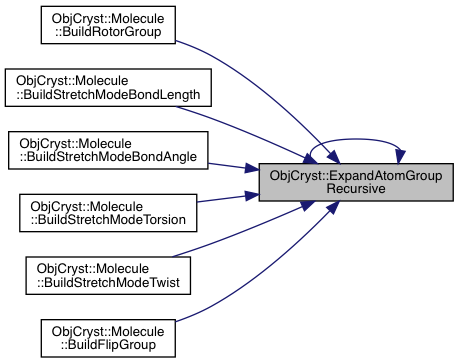 ObjCryst::Molecule
::BuildRotorGroup
ObjCryst::Molecule
::BuildStretchModeBondLength
ObjCryst::Molecule
::BuildStretchModeBondAngle
ObjCryst::ExpandAtomGroup
Recursive
ObjCryst::Molecule
::BuildStretchModeTorsion
ObjCryst::Molecule
::BuildStretchModeTwist
ObjCryst::Molecule
::BuildFlipGroup